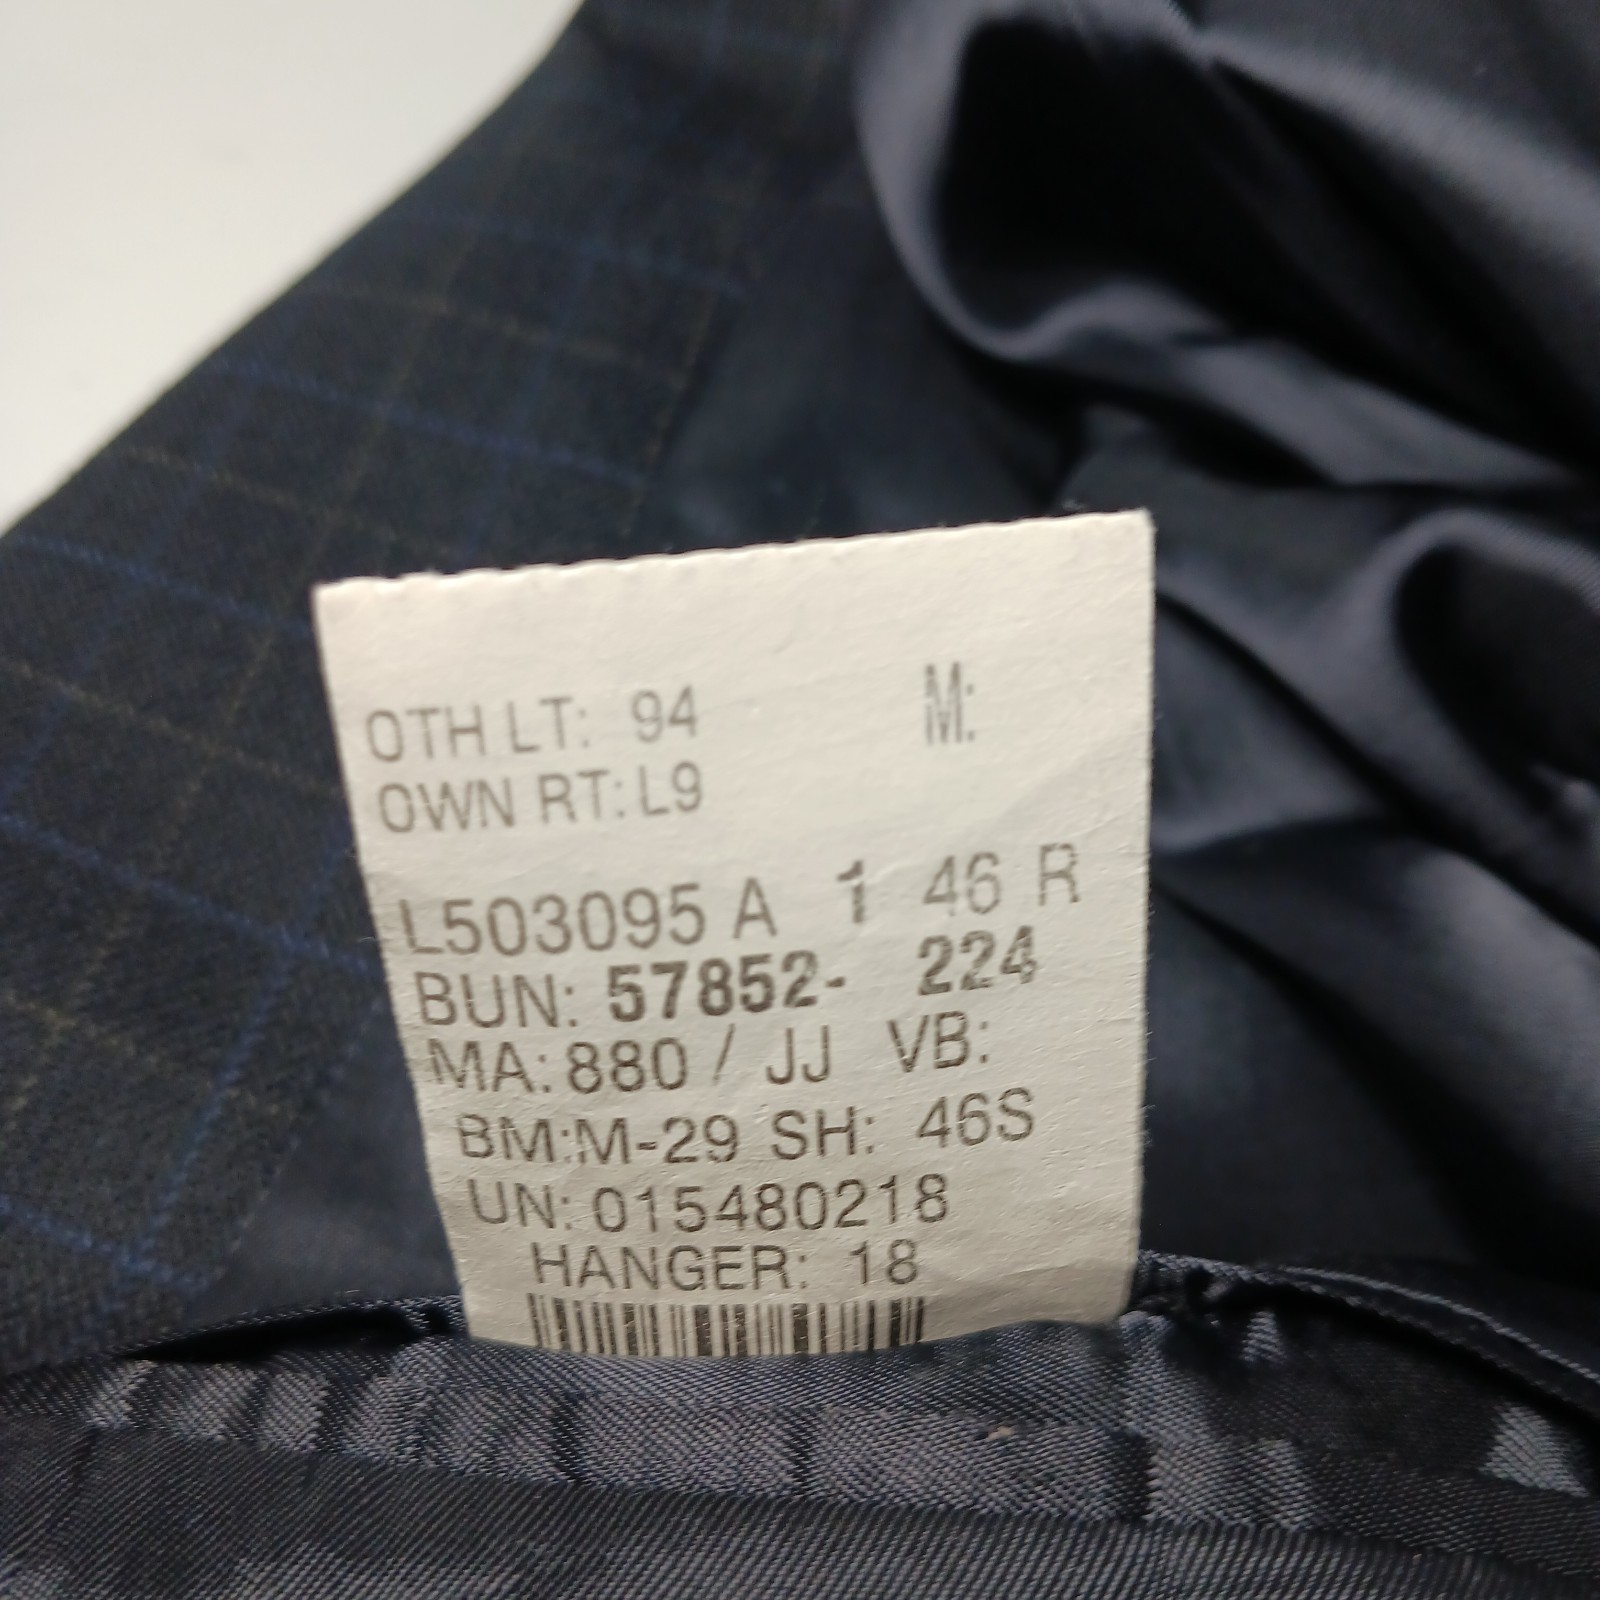 OTH LT: 94 M:
OWN RT: L9
L503095 A 1 46 R
BUN: 57852- 224
MA: 880 / JJ VB:
BM:M-29 SH: 46S
UN: 015480218
HANGER: 18